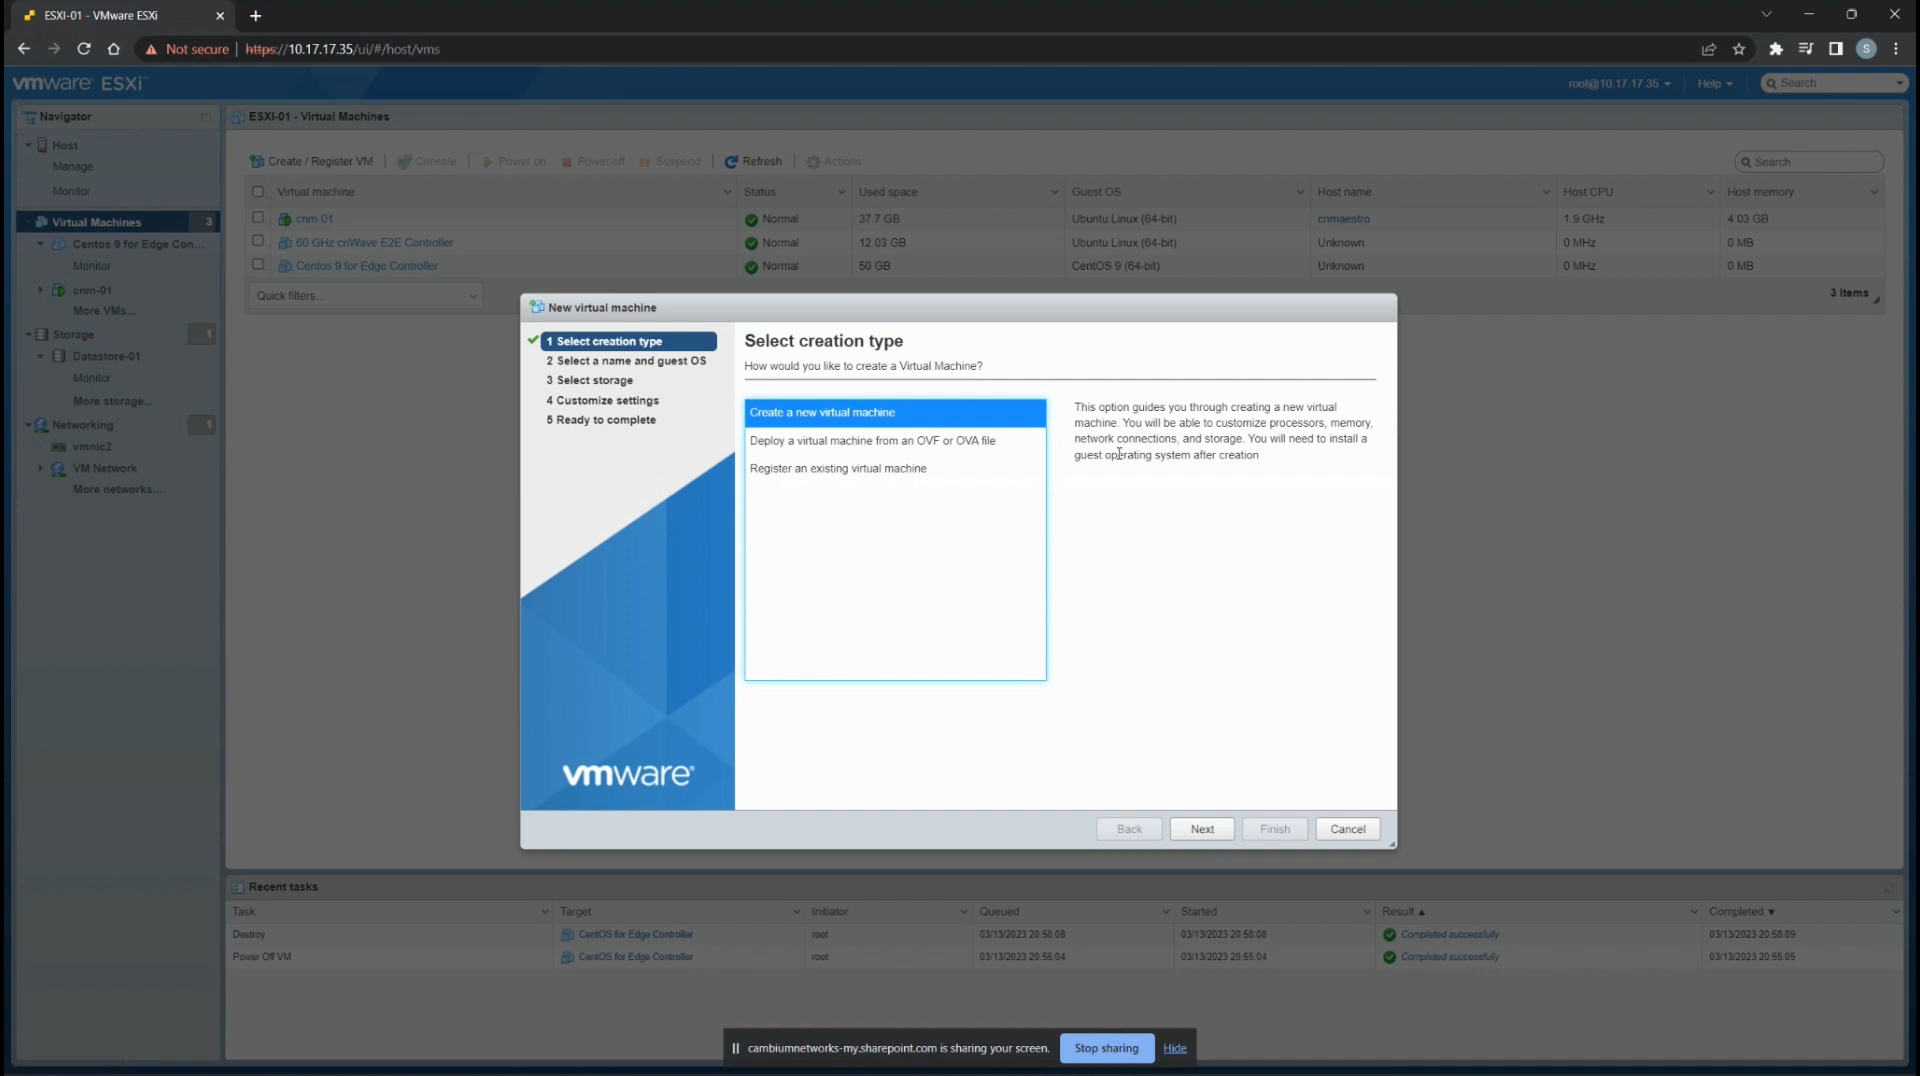 ESXI-01 - VMware ESXi
Not secure | https://10.17.17.35/ui/#/host/vms
S
vmware ESXi
root@10.17.17.35 Help Search
Navigator
Host
Manage
Monitor
Virtual Machines 3
Centos 9 for Edge Con...
Monitor
cnm-01
More VMs...
Storage 1
Datastore-01
Monitor
More storage...
Networking 1
vmnic2
VM Network
More networks...
ESXI-01 - Virtual Machines
Create / Register VM Console Power on Power off Suspend Refresh Actions Search
Virtual machine Status Used space Guest OS Host name Host CPU Host memory
cnm-01 Normal 37.7 GB Ubuntu Linux (64-bit) cnmaestro 1.9 GHz 4.03 GB
60 GHz cnWave E2E Controller Normal 12.03 GB Ubuntu Linux (64-bit) Unknown 0 MHz 0 MB
Centos 9 for Edge Controller Normal 50 GB CentOS 9 (64-bit) Unknown 0 MHz 0 MB
Quick filters...
3 items
New virtual machine
1 Select creation type
2 Select a name and guest OS
3 Select storage
4 Customize settings
5 Ready to complete
vmware
Select creation type
How would you like to create a Virtual Machine?
Create a new virtual machine
Deploy a virtual machine from an OVF or OVA file
Register an existing virtual machine
This option guides you through creating a new virtual
machine. You will be able to customize processors, memory,
network connections, and storage. You will need to install a
guest operating system after creation
Back Next Finish Cancel
Recent tasks
Task Target Initiator Queued Started Result Completed
Destroy CentOS for Edge Controller root 03/13/2023 20:58:08 03/13/2023 20:58:08 Completed successfully 03/13/2023 20:58:09
Power Off VM CentOS for Edge Controller root 03/13/2023 20:55:04 03/13/2023 20:55:04 Completed successfully 03/13/2023 20:55:05
cambiumnetworks-my.sharepoint.com is sharing your screen. Stop sharing Hide